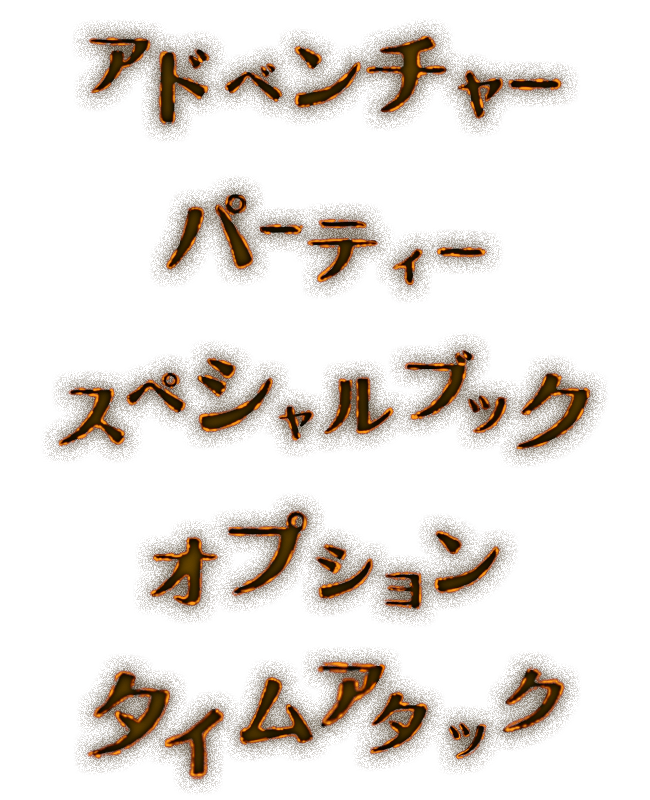 アドベンチャー
パーティー
スペシャルブック
オプション
タイムアタック